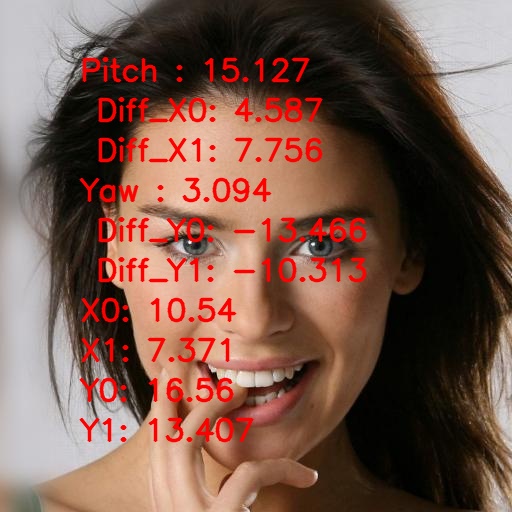 Pitch : 15.127
Diff_X0: 4.587
Diff_X1: 7.756
Yaw : 3.094
Diff_Y0: -13.466
Diff_Y1: -10.313
X0: 10.54
X1: 7.371
Y0: 16.56
Y1: 13.407